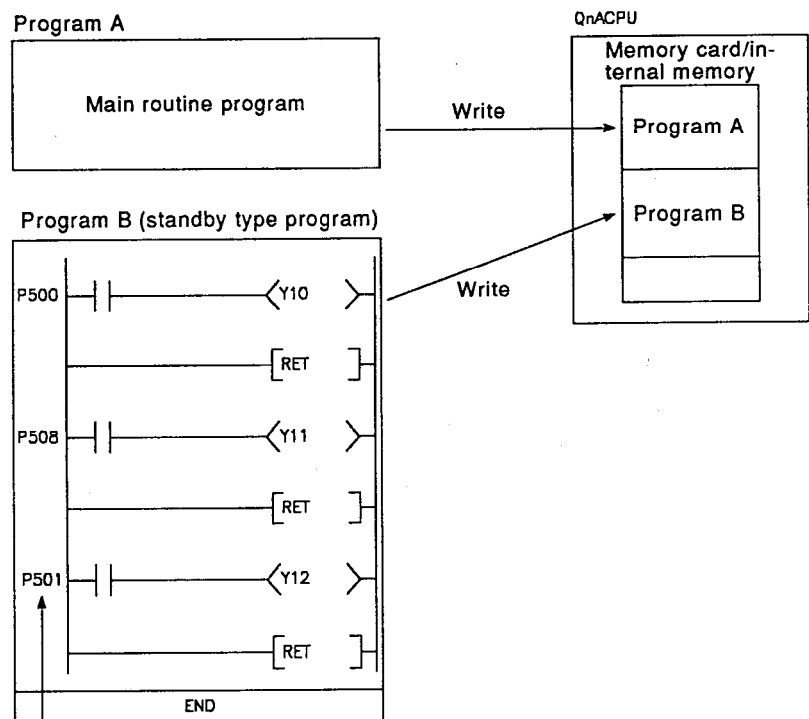 Program A
Main routine program
Write
QnACPU
Memory card/in-
ternal memory
Program A
Program B
Program B (standby type program)
Write
P500
Y10
RET
P508
Y11
RET
P501
Y12
RET
END